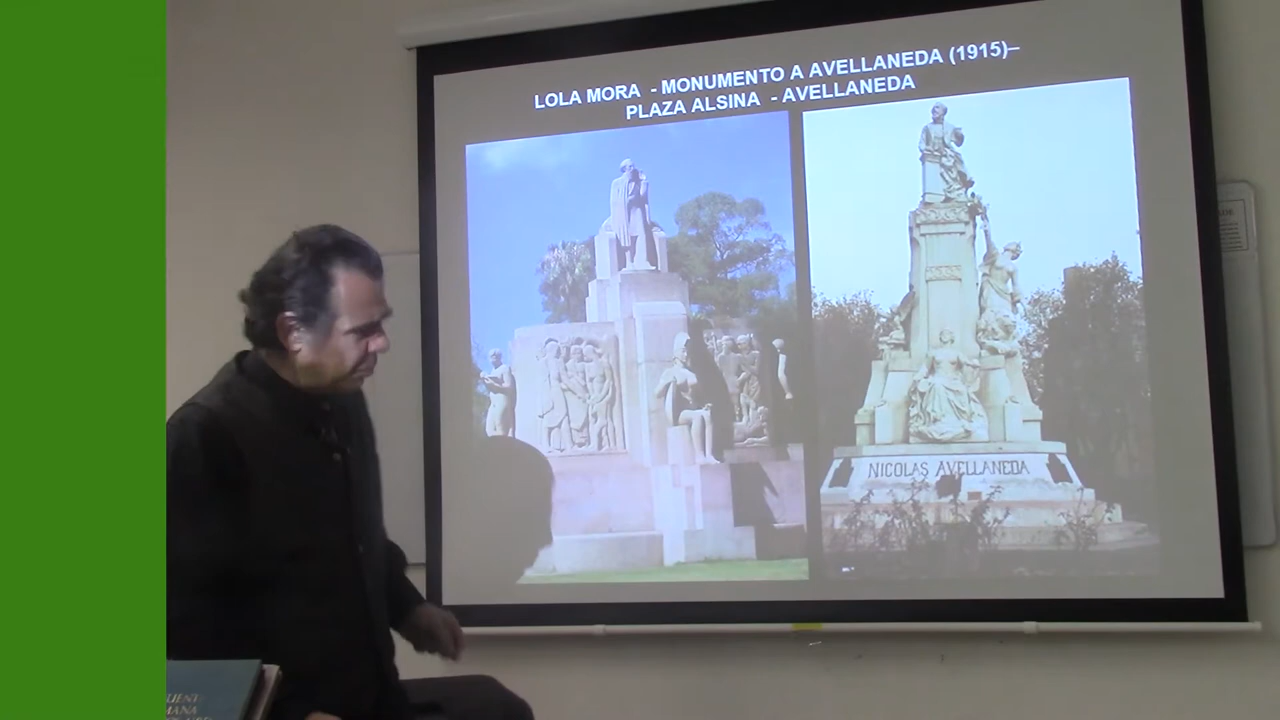 LOLA MORA - MONUMENTO A AVELLANEDA (1915)–
PLAZA ALSINA - AVELLANEDA
NICOLAS AVELLANEDA